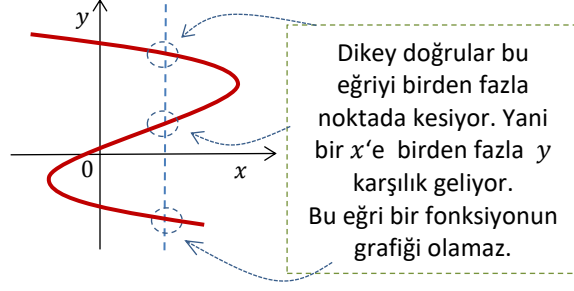 y
0
x
Dikey doğrular bu
eğriyi birden fazla
noktada kesiyor. Yani
bir x‘e birden fazla y
karşılık geliyor.
Bu eğri bir fonksiyonun
grafiği olamaz.